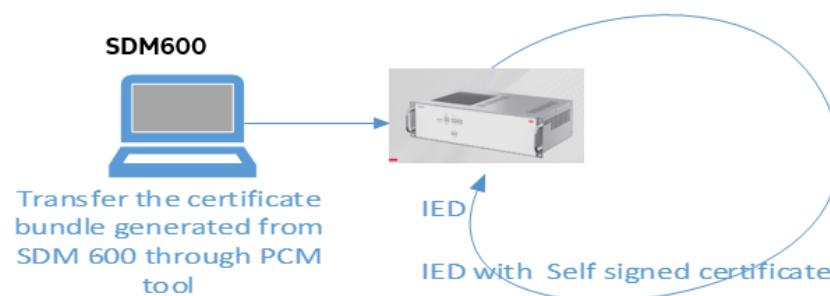 SDM600
Transfer the certificate
bundle generated from
SDM 600 through PCM
tool
IED
IED with Self signed certificate